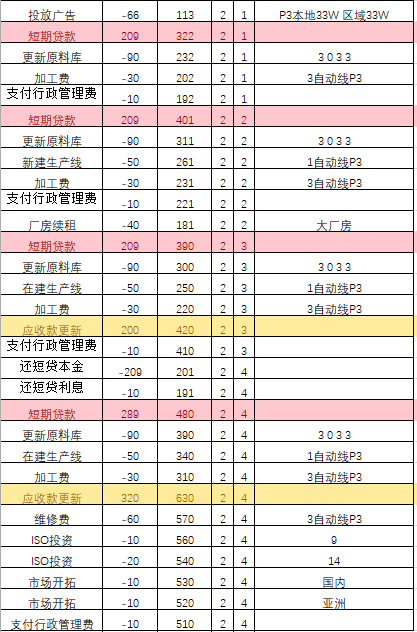 投放广告 -66 113 2 1 P3本地33W 区域33W
短期贷款 209 322 2 1
更新原料库 -90 232 2 1 3 0 3 3
加工费 -30 202 2 1 3自动线P3
支付行政管理费 -10 192 2 1
短期贷款 209 401 2 2
更新原料库 -90 311 2 2 3 0 3 3
新建生产线 -50 261 2 2 1自动线P3
加工费 -30 231 2 2 3自动线P3
支付行政管理费 -10 221 2 2
厂房续租 -40 181 2 2 大厂房
短期贷款 209 390 2 3
更新原料库 -90 300 2 3 3 0 3 3
在建生产线 -50 250 2 3 1自动线P3
加工费 -30 220 2 3 3自动线P3
应收款更新 200 420 2 3
支付行政管理费 -10 410 2 3
还短贷本金 -209 201 2 4
还短贷利息 -10 191 2 4
短期贷款 289 480 2 4
更新原料库 -90 390 2 4 3 0 3 3
在建生产线 -50 340 2 4 1自动线P3
加工费 -30 310 2 4 3自动线P3
应收款更新 320 630 2 4
维修费 -60 570 2 4 3自动线P3
ISO投资 -10 560 2 4 9
ISO投资 -20 540 2 4 14
市场开拓 -10 530 2 4 国内
市场开拓 -10 520 2 4 亚洲
支付行政管理费 -10 510 2 4